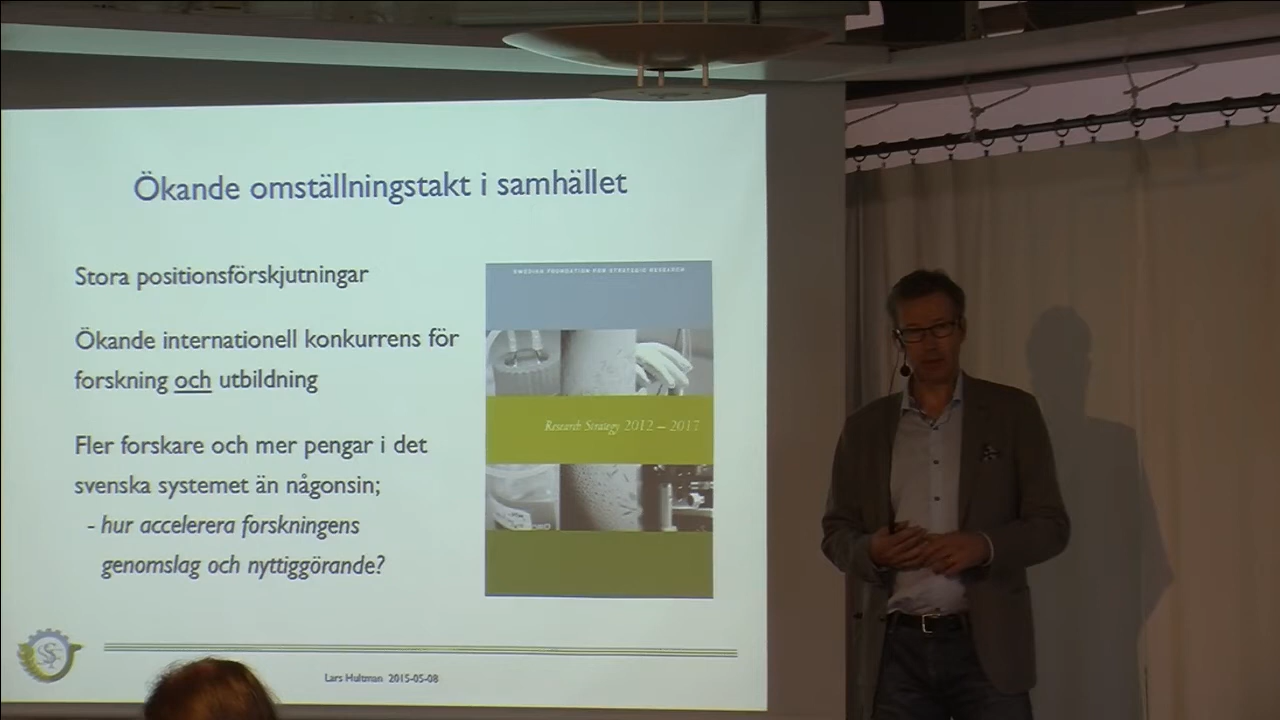 Ökande omställningstakt i samhället
Stora positionsförskjutningar
Ökande internationell konkurrens för
forskning och utbildning
Fler forskare och mer pengar i det
svenska systemet än någonsin;
- hur accelerera forskningens
genomslag och nyttiggörande?
SWEDISH FOUNDATION FOR STRATEGIC RESEARCH
Research Strategy 2012 – 2017
SSF
Lars Hultman 2015-05-08